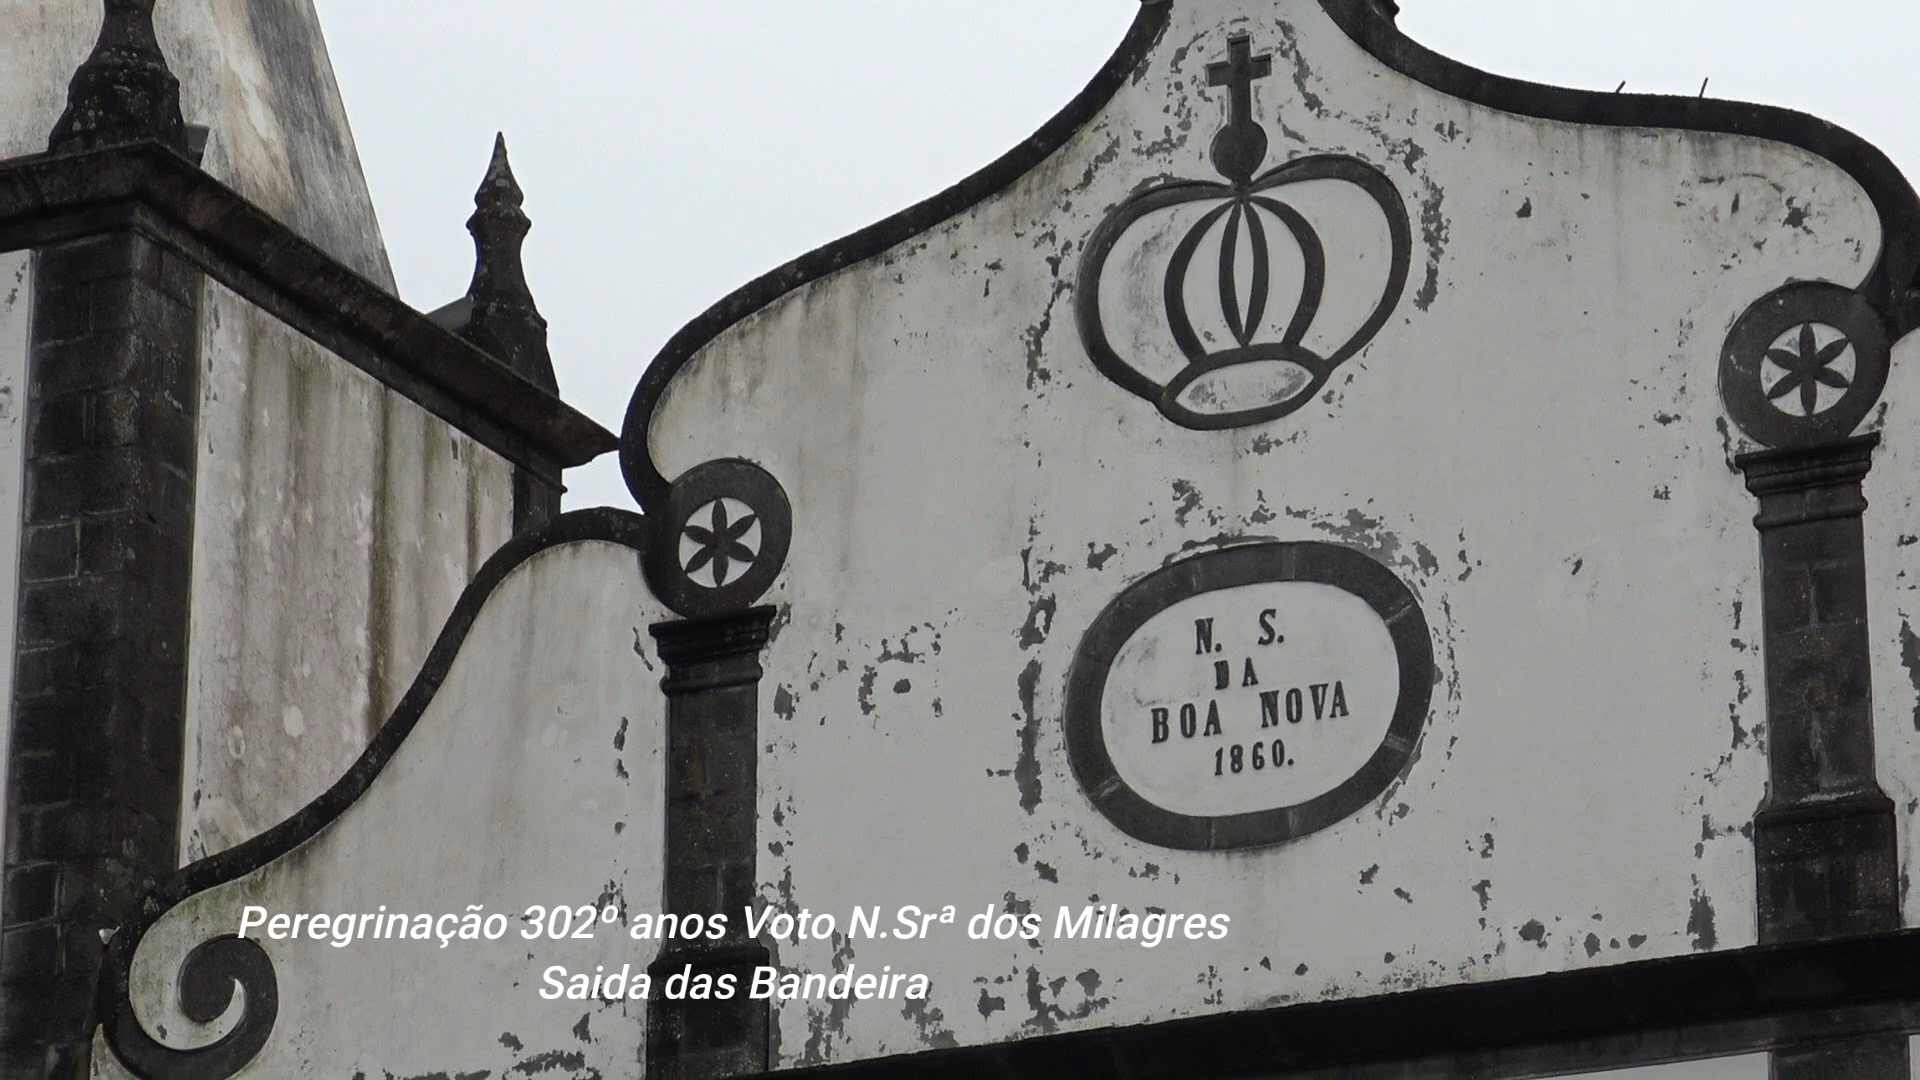 N. S.
DA
BOA NOVA
1860.
Peregrinação 302º anos Voto N.Srª dos Milagres
Saida das Bandeira